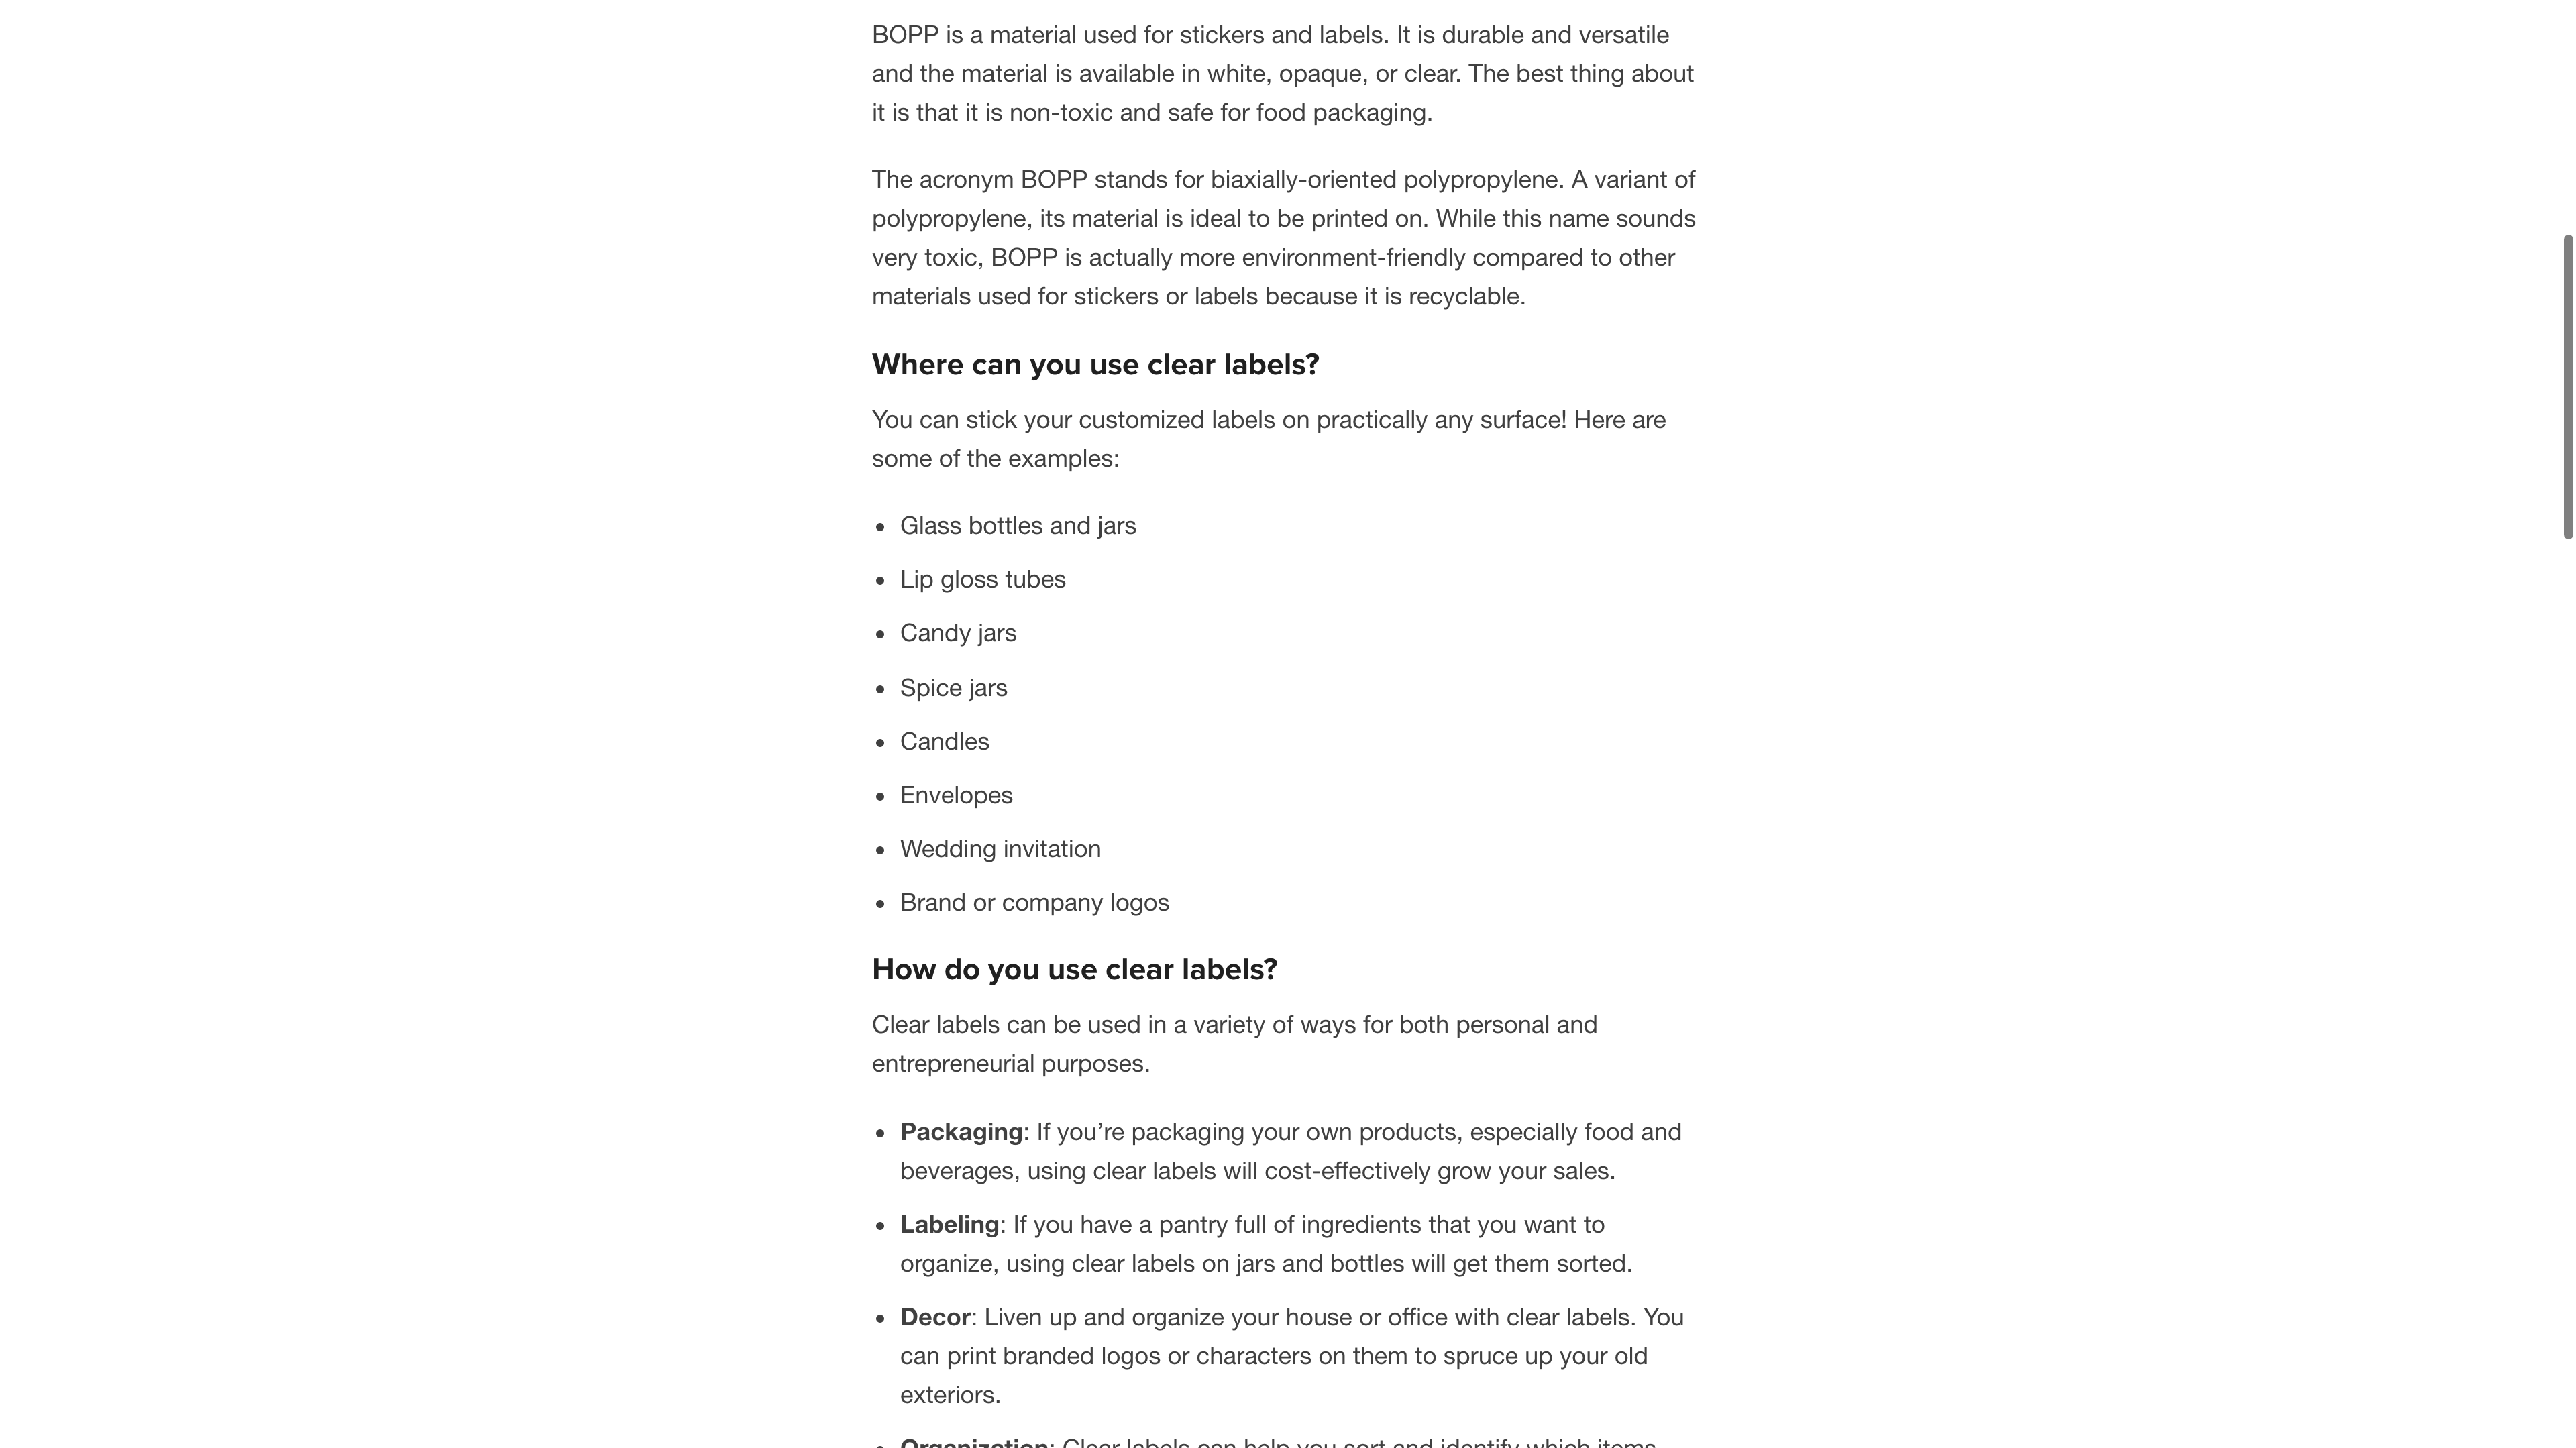 BOPP is a material used for stickers and labels. It is durable and versatile
and the material is available in white, opaque, or clear. The best thing about
it is that it is non-toxic and safe for food packaging.
The acronym BOPP stands for biaxially-oriented polypropylene. A variant of
polypropylene, its material is ideal to be printed on. While this name sounds
very toxic, BOPP is actually more environment-friendly compared to other
materials used for stickers or labels because it is recyclable.
Where can you use clear labels?
You can stick your customized labels on practically any surface! Here are
some of the examples:
• Glass bottles and jars
• Lip gloss tubes
• Candy jars
• Spice jars
• Candles
• Envelopes
• Wedding invitation
• Brand or company logos
How do you use clear labels?
Clear labels can be used in a variety of ways for both personal and
entrepreneurial purposes.
• Packaging: If you’re packaging your own products, especially food and
beverages, using clear labels will cost-effectively grow your sales.
• Labeling: If you have a pantry full of ingredients that you want to
organize, using clear labels on jars and bottles will get them sorted.
• Decor: Liven up and organize your house or office with clear labels. You
can print branded logos or characters on them to spruce up your old
exteriors.
• Organization: Clear labels can help you sort and identify which items